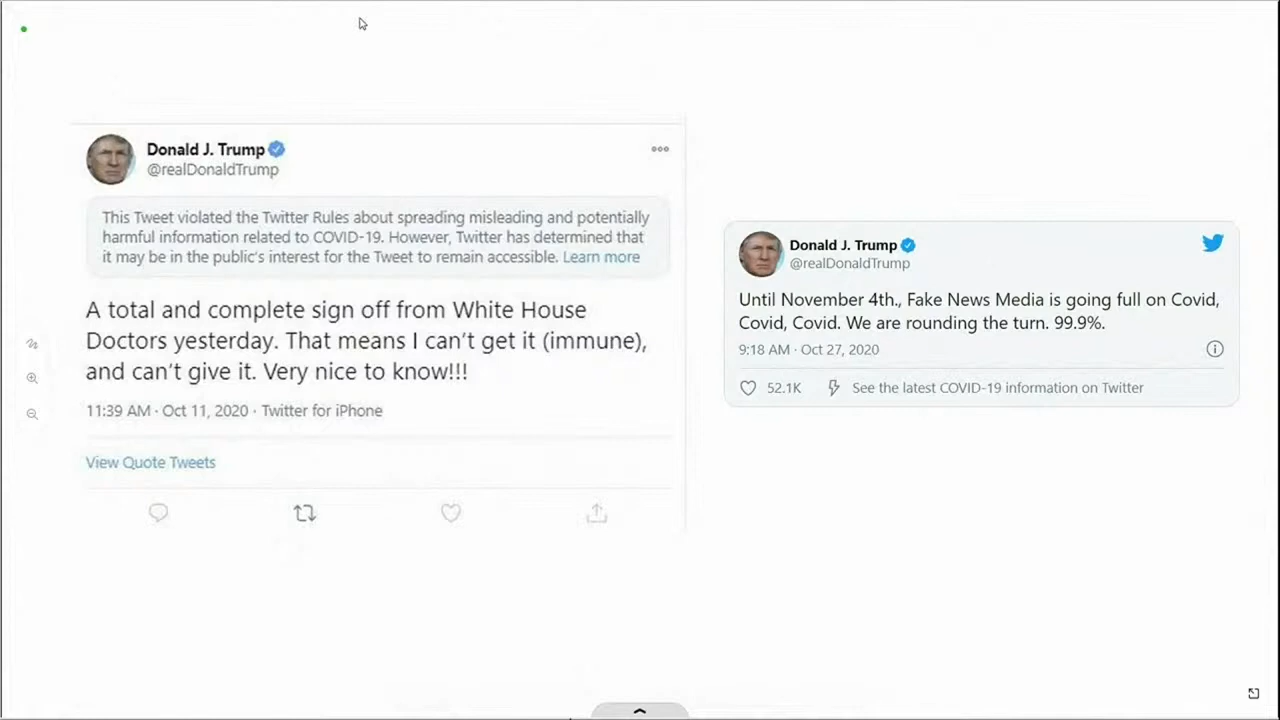 Donald J. Trump
@realDonaldTrump
This Tweet violated the Twitter Rules about spreading misleading and potentially
harmful information related to COVID-19. However, Twitter has determined that
it may be in the public's interest for the Tweet to remain accessible. Learn more
A total and complete sign off from White House
Doctors yesterday. That means I can't get it (immune),
and can't give it. Very nice to know!!!
11:39 AM · Oct 11, 2020 · Twitter for iPhone
View Quote Tweets
Donald J. Trump
@realDonaldTrump
Until November 4th., Fake News Media is going full on Covid,
Covid, Covid. We are rounding the turn. 99.9%.
9:18 AM · Oct 27, 2020
52.1K See the latest COVID-19 information on Twitter